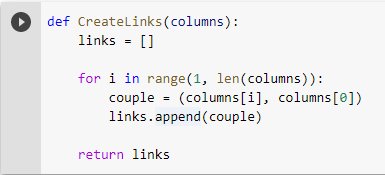 def CreateLinks(columns):
    links = []
    for i in range(1, len(columns)):
        couple = (columns[i], columns[0])
        links.append(couple)
    return links